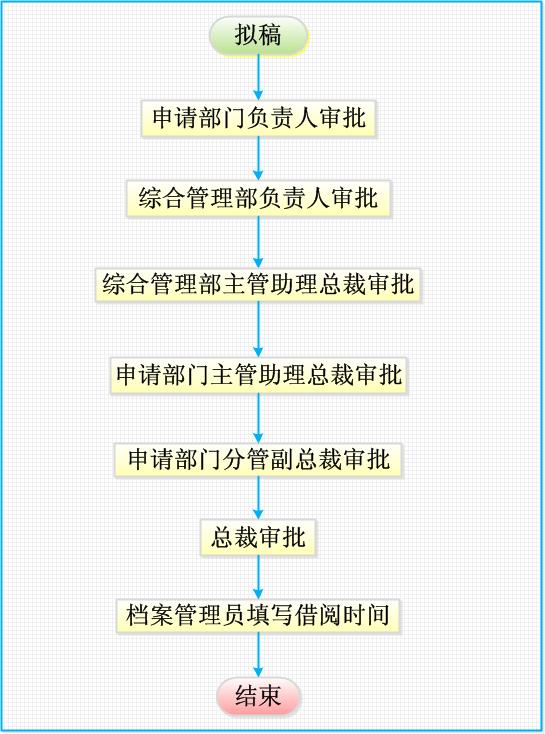 拟稿
申请部门负责人审批
综合管理部负责人审批
综合管理部主管助理总裁审批
申请部门主管助理总裁审批
申请部门分管副总裁审批
总裁审批
档案管理员填写借阅时间
结束